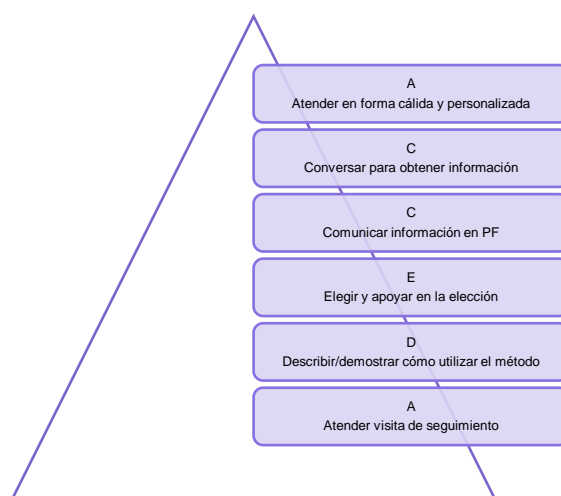 A
Atender en forma cálida y personalizada
C
Conversar para obtener información
C
Comunicar información en PF
E
Elegir y apoyar en la elección
D
Describir/demostrar cómo utilizar el método
A
Atender visita de seguimiento